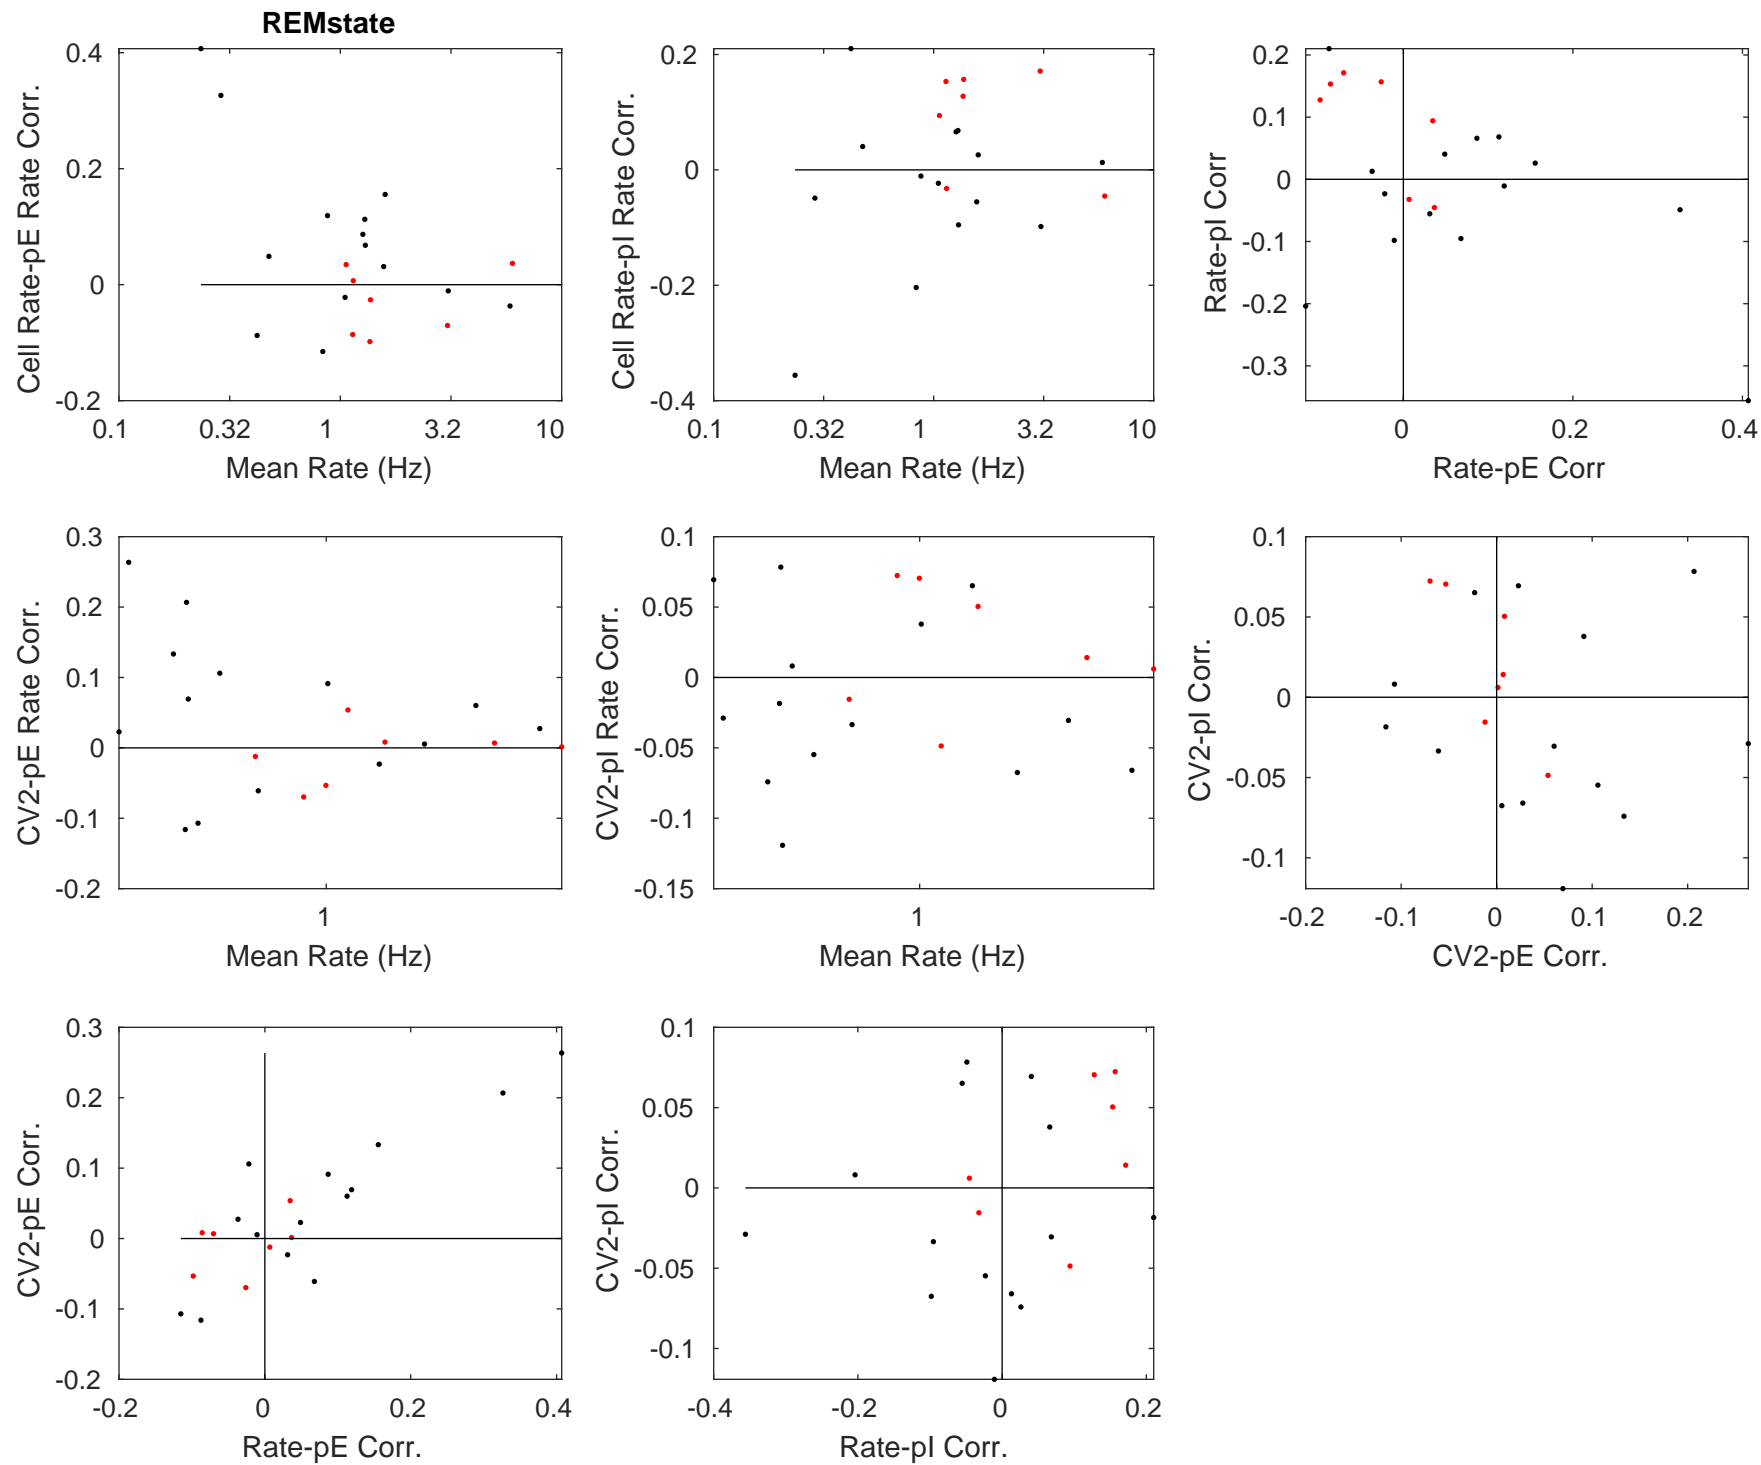 REMstate
0.4
0.2
0
-0.2
0.1 0.32 1 3.2 10
Mean Rate (Hz)
Cell Rate-pE Rate Corr.
0.2
0
-0.2
-0.4
0.1 0.32 1 3.2 10
Mean Rate (Hz)
Cell Rate-pI Rate Corr.
0.2
0.1
0
-0.1
-0.2
-0.3
0 0.2 0.4
Rate-pE Corr
Rate-pI Corr
0.3
0.2
0.1
0
-0.1
-0.2
1
Mean Rate (Hz)
CV2-pE Rate Corr.
0.1
0.05
0
-0.05
-0.1
-0.15
1
Mean Rate (Hz)
CV2-pI Rate Corr.
0.1
0.05
0
-0.05
-0.1
-0.2 -0.1 0 0.1 0.2
CV2-pE Corr.
CV2-pI Corr.
0.3
0.2
0.1
0
-0.1
-0.2
-0.2 0 0.2 0.4
Rate-pE Corr.
CV2-pE Corr.
0.1
0.05
0
-0.05
-0.1
-0.4 -0.2 0 0.2
Rate-pI Corr.
CV2-pI Corr.